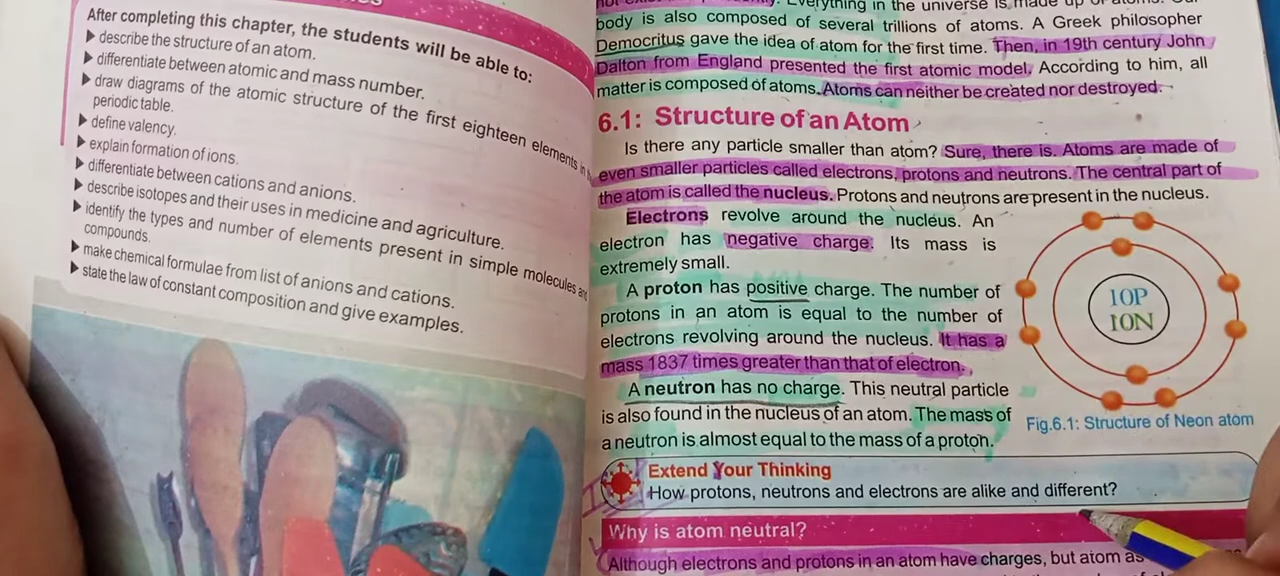 After completing this chapter, the students will be able to:
▶ describe the structure of an atom.
▶ differentiate between atomic and mass number.
▶ draw diagrams of the atomic structure of the first eighteen elements in
periodic table.
▶ define valency.
▶ explain formation of ions.
▶ differentiate between cations and anions.
▶ describe isotopes and their uses in medicine and agriculture.
▶ identify the types and number of elements present in simple molecules and
compounds.
▶ make chemical formulae from list of anions and cations.
▶ state the law of constant composition and give examples.
Everything in the universe is made up of atoms. Our
body is also composed of several trillions of atoms. A Greek philosopher
Democritus gave the idea of atom for the first time. Then, in 19th century John
Dalton from England presented the first atomic model. According to him, all
matter is composed of atoms. Atoms can neither be created nor destroyed.
6.1: Structure of an Atom
Is there any particle smaller than atom? Sure, there is. Atoms are made of
even smaller particles called electrons, protons and neutrons. The central part of
the atom is called the nucleus. Protons and neutrons are present in the nucleus.
Electrons revolve around the nucleus. An
electron has negative charge. Its mass is
extremely small.
A proton has positive charge. The number of
protons in an atom is equal to the number of
electrons revolving around the nucleus. It has a
mass 1837 times greater than that of electron.
A neutron has no charge. This neutral particle
is also found in the nucleus of an atom. The mass of
a neutron is almost equal to the mass of a proton.
10P
10N
Fig.6.1: Structure of Neon atom
Extend Your Thinking
How protons, neutrons and electrons are alike and different?
Why is atom neutral?
Although electrons and protons in an atom have charges, but atom as